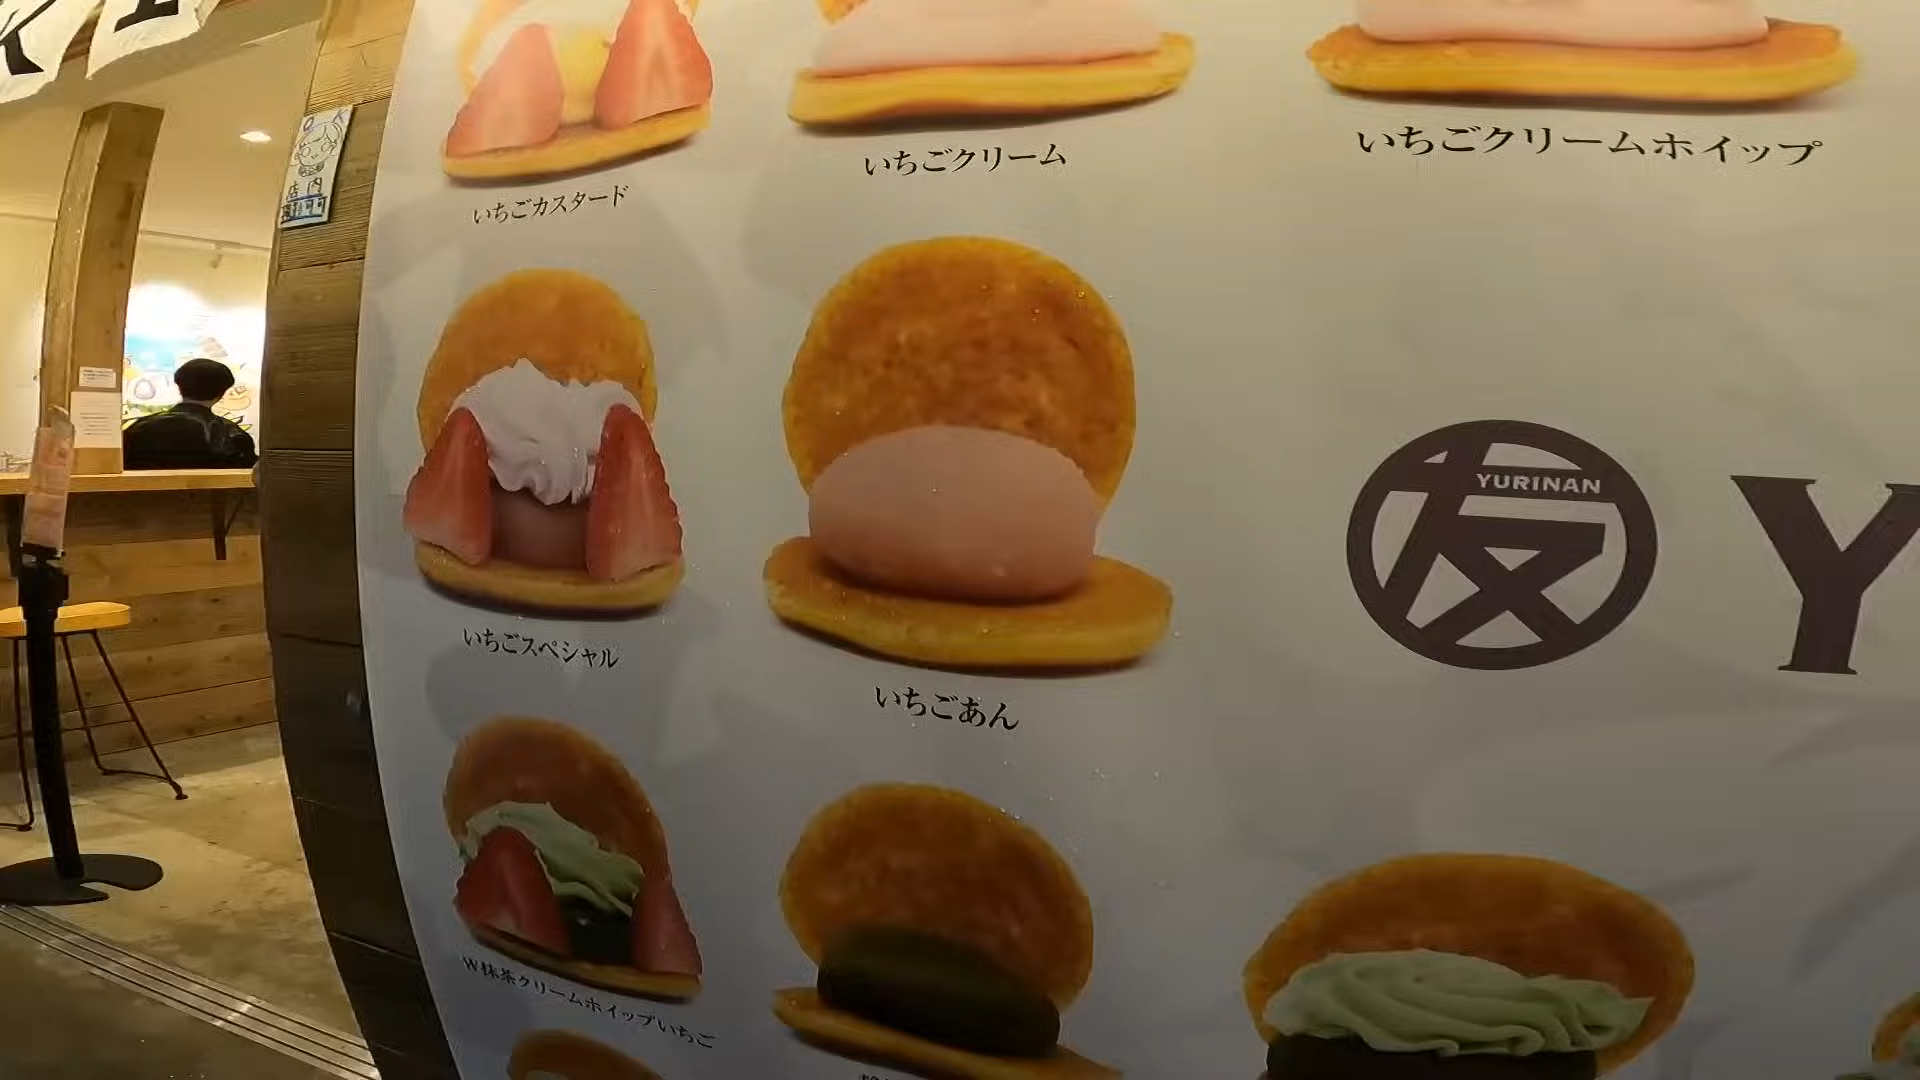 いちごカスタード
いちごクリーム
いちごクリームホイップ
店内
いちごスペシャル
いちごあん
友
YURINAN
Y
W抹茶クリームホイップいちご